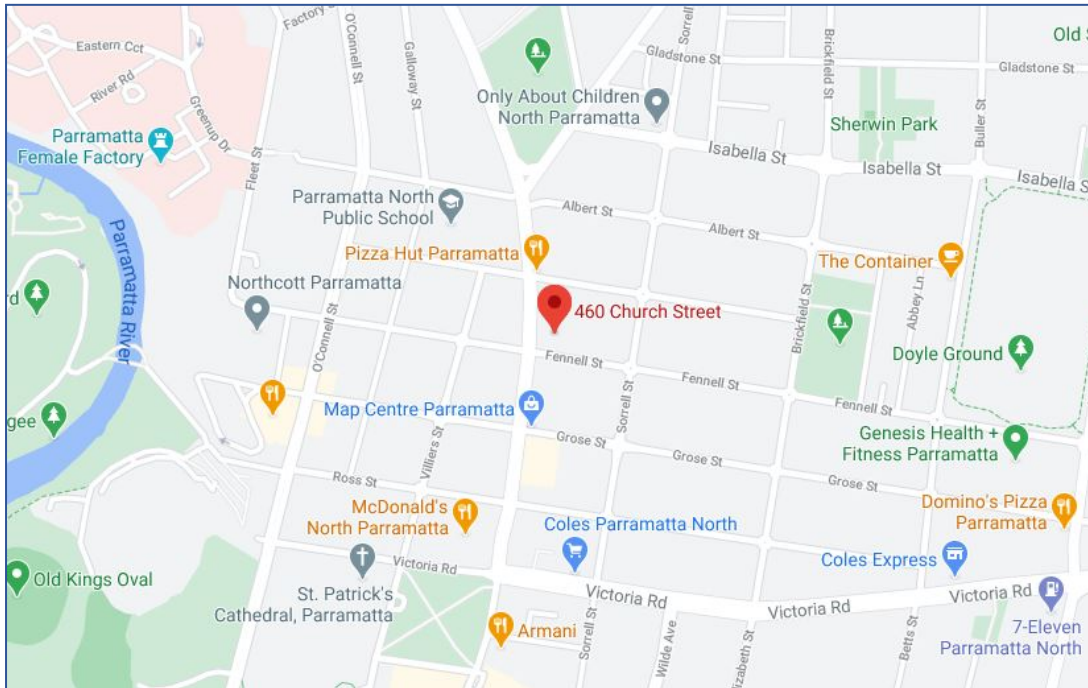 Factory
O'Connell St
Galloway St
Sorrell
Gladstone St
Brickfield St
Old S
Eastern Cct
River Rd
Greenup Dr
Only About Children
North Parramatta
Buller St
Sherwin Park
Parramatta
Female Factory
Fleet St
Isabella St
Isabella St
Parramatta North
Public School
Albert St
Albert St
Parramatta River
Pizza Hut Parramatta
The Container
Northcott Parramatta
Abbey Ln
460 Church Street
Brickfield St
O'Connell St
Fennell St
Doyle Ground
Fennell St
Sorrell St
Fennell St
gee
Map Centre Parramatta
Grose St
Genesis Health +
Fitness Parramatta
Villiers St
Grose St
Ross St
Grose St
McDonald's
North Parramatta
Domino's Pizza
Parramatta
Coles Parramatta North
Coles Express
Old Kings Oval
Victoria Rd
St. Patrick's
Cathedral, Parramatta
Victoria Rd
Victoria Rd
Victoria Rd
Armani
Sorrell St
Wilde Ave
lizabeth St
Betts St
7-Eleven
Parramatta North